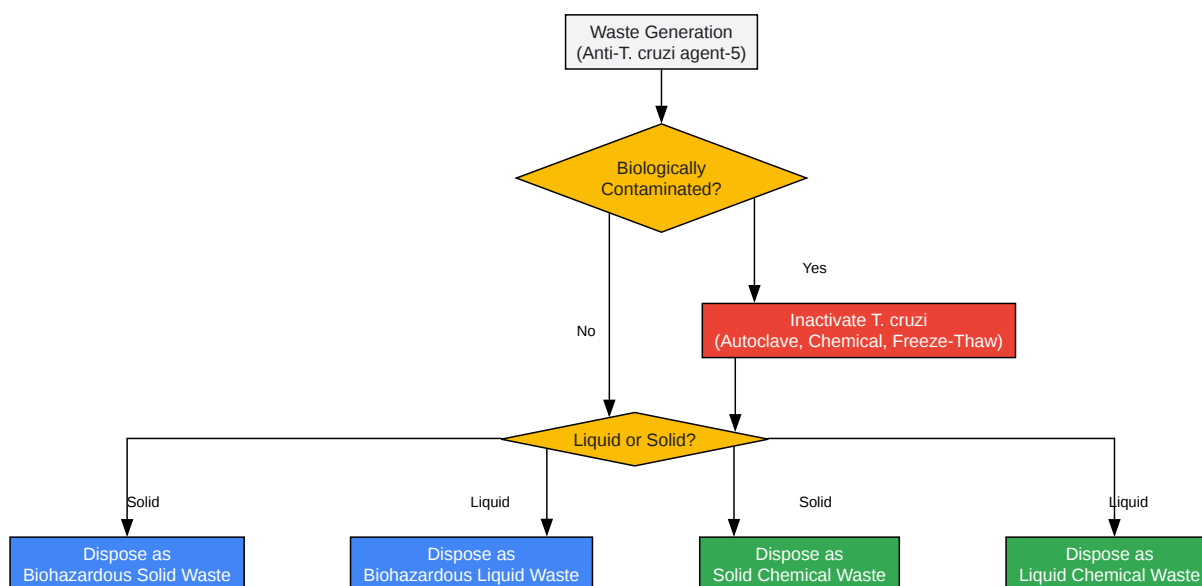 Waste Generation
(Anti-T. cruzi agent-5)
Biologically
Contaminated?
Yes
Inactivate T. cruzi
(Autoclave, Chemical, Freeze-Thaw)
No
Liquid or Solid?
Solid
Liquid
Solid
Liquid
Dispose as
Biohazardous Solid Waste
Dispose as
Biohazardous Liquid Waste
Dispose as
Solid Chemical Waste
Dispose as
Liquid Chemical Waste